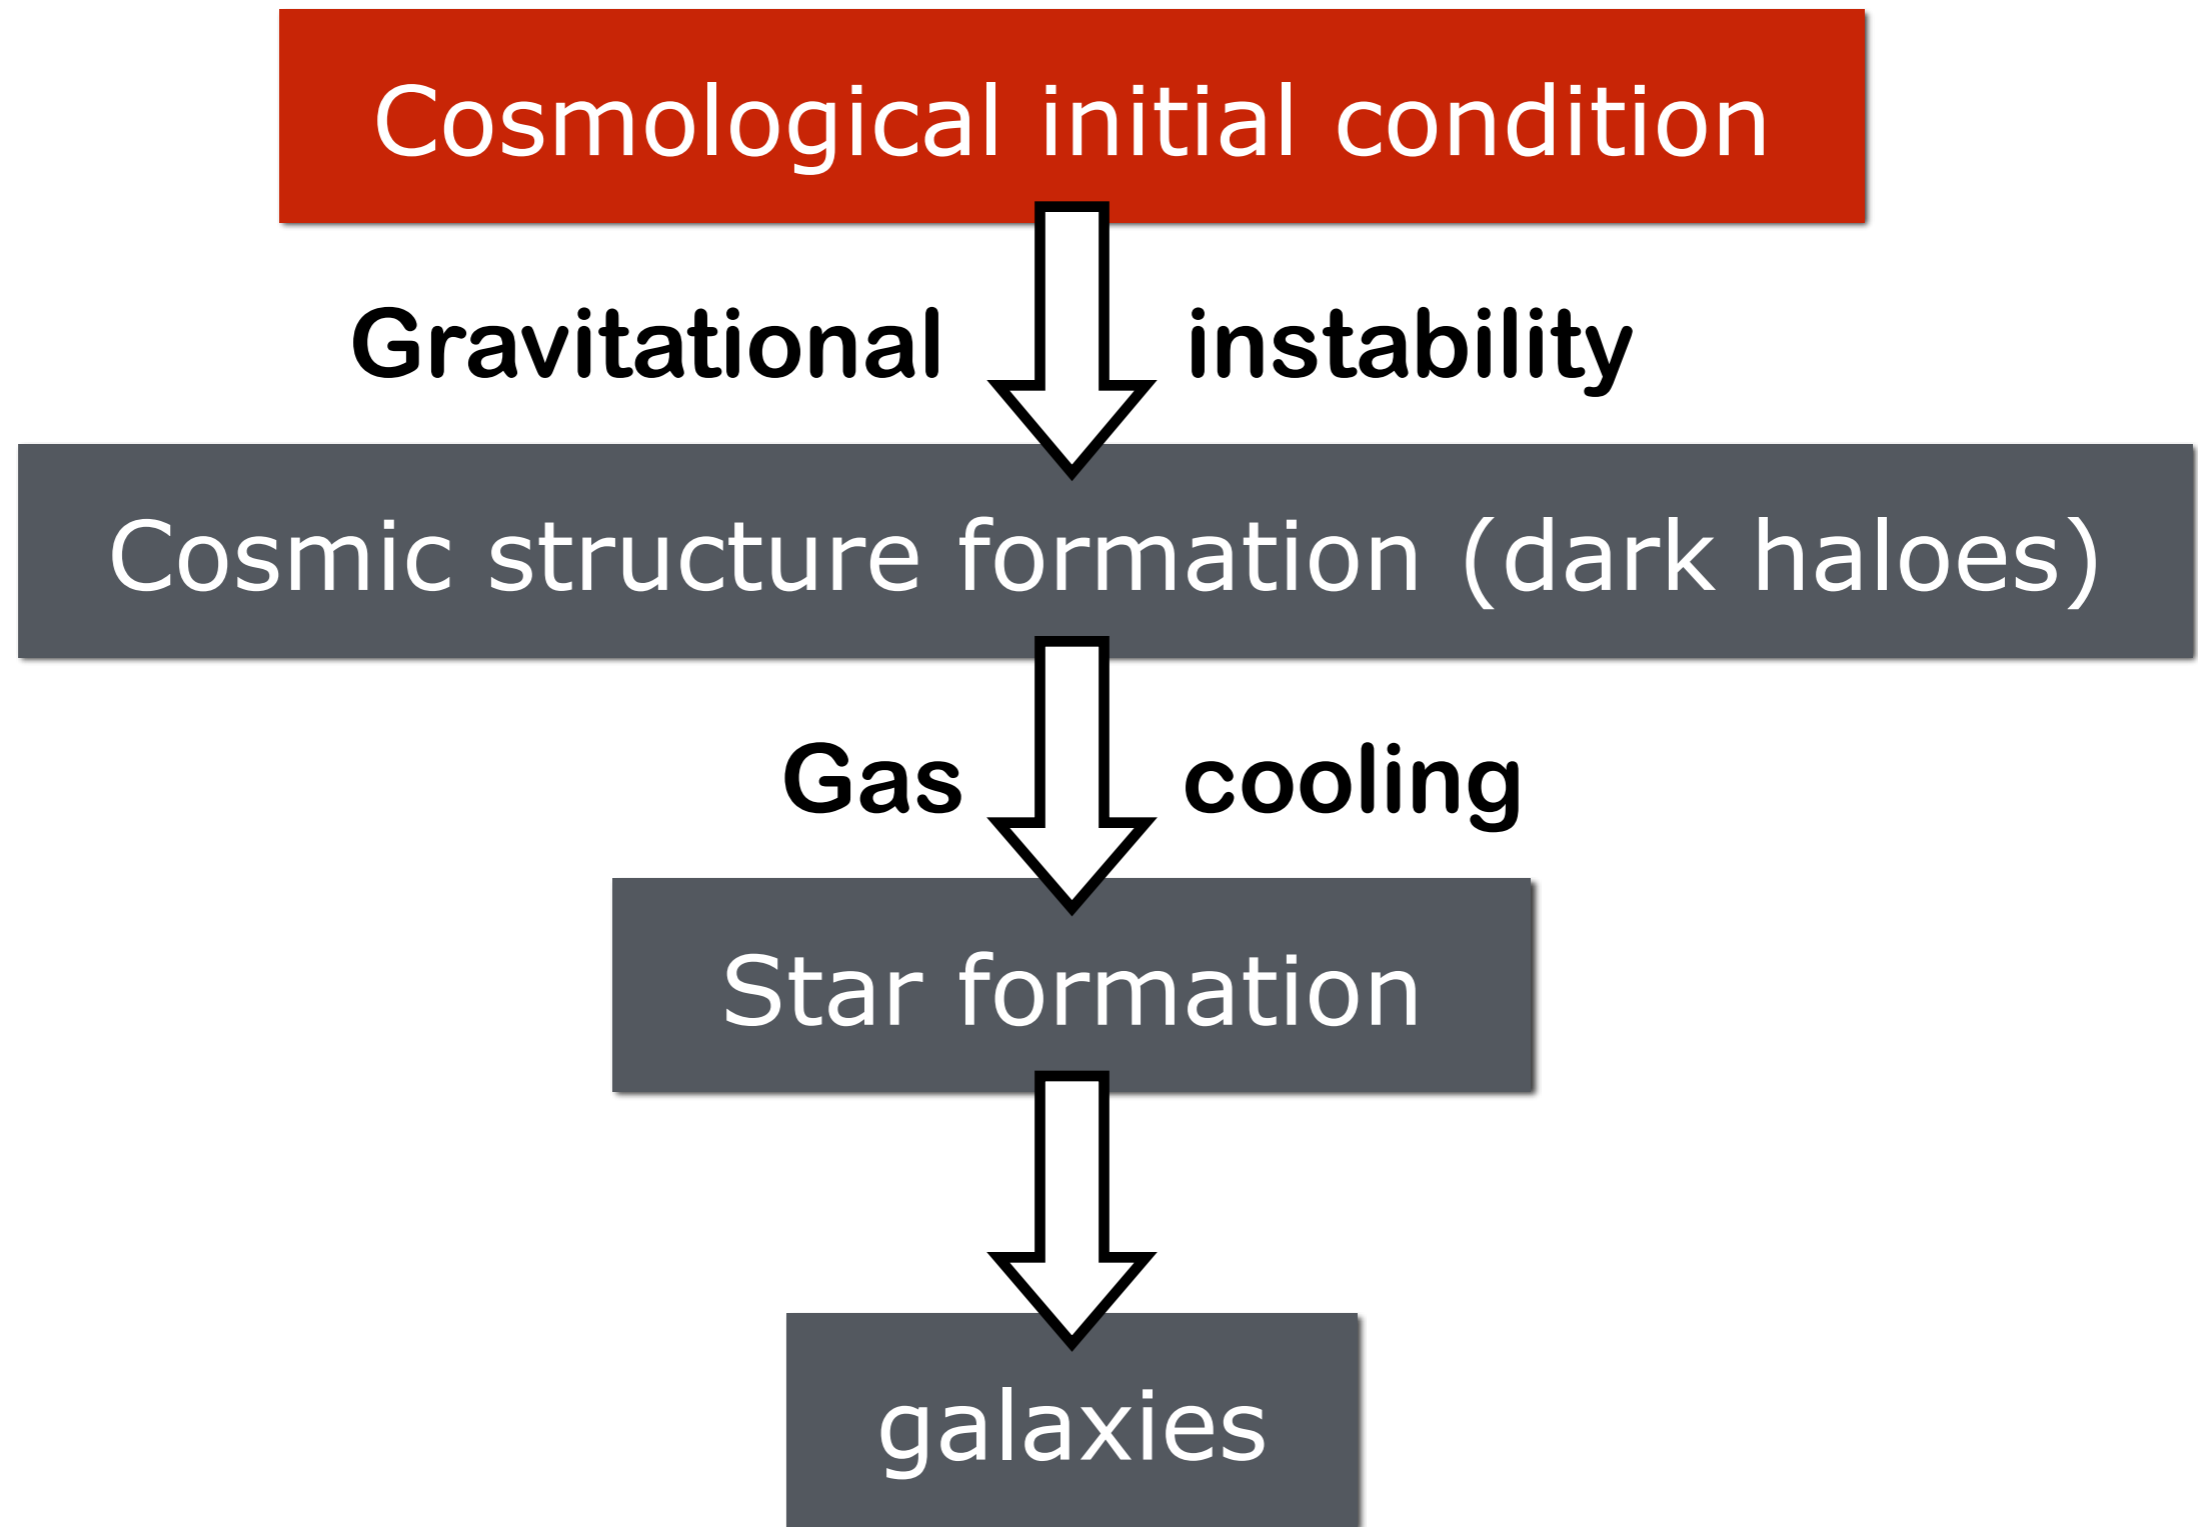 Cosmological initial condition
Gravitational instability
Cosmic structure formation (dark haloes)
Gas cooling
Star formation
galaxies